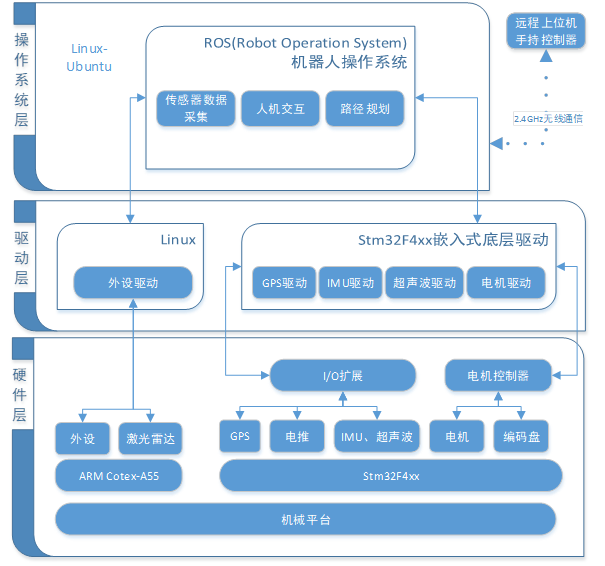 操作系统层
Linux-
Ubuntu
ROS(Robot Operation System)
机器人操作系统
传感器数据
采集
人机交互
路径规划
远程上位机
手持控制器
2.4GHz无线通信
驱动层
Linux
外设驱动
Stm32F4xx嵌入式底层驱动
GPS驱动
IMU驱动
超声波驱动
电机驱动
硬件层
I/O扩展
电机控制器
外设
激光雷达
GPS
电推
IMU、超声波
电机
编码盘
ARM Cotex-A55
Stm32F4xx
机械平台